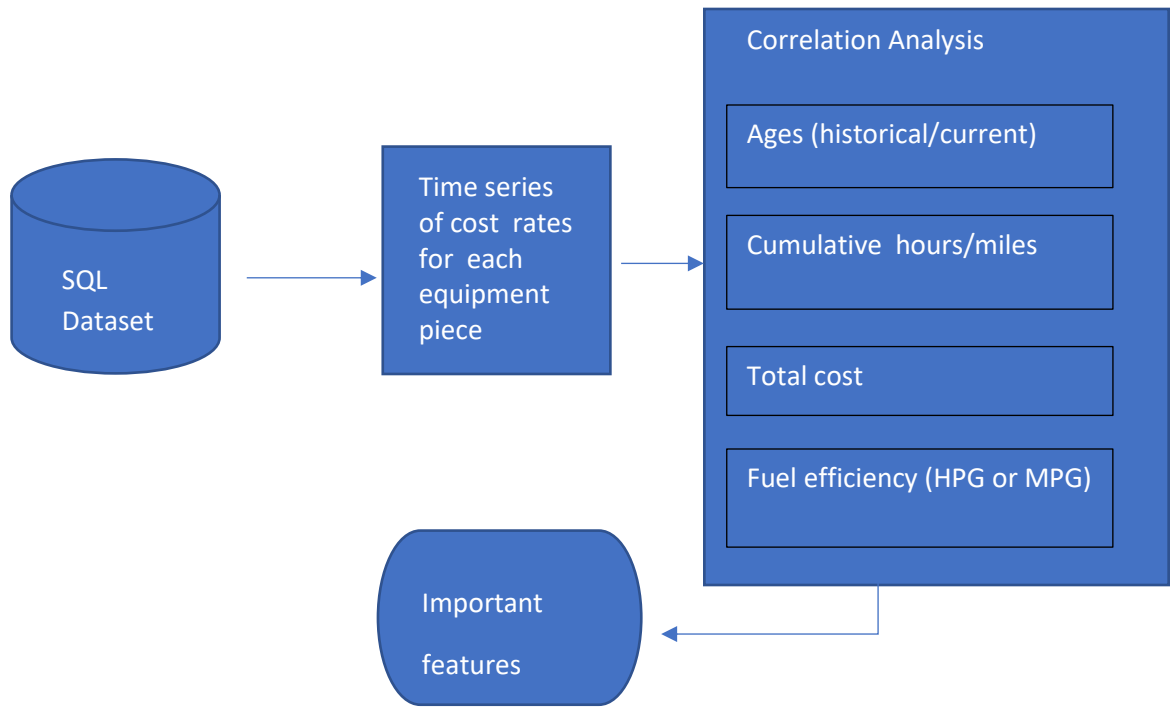 SQL
Dataset
Time series
of cost rates
for each
equipment
piece
Correlation Analysis
Ages (historical/current)
Cumulative hours/miles
Total cost
Fuel efficiency (HPG or MPG)
Important
features